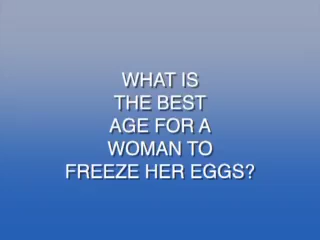 WHAT IS
THE BEST
AGE FOR A
WOMAN TO
FREEZE HER EGGS?